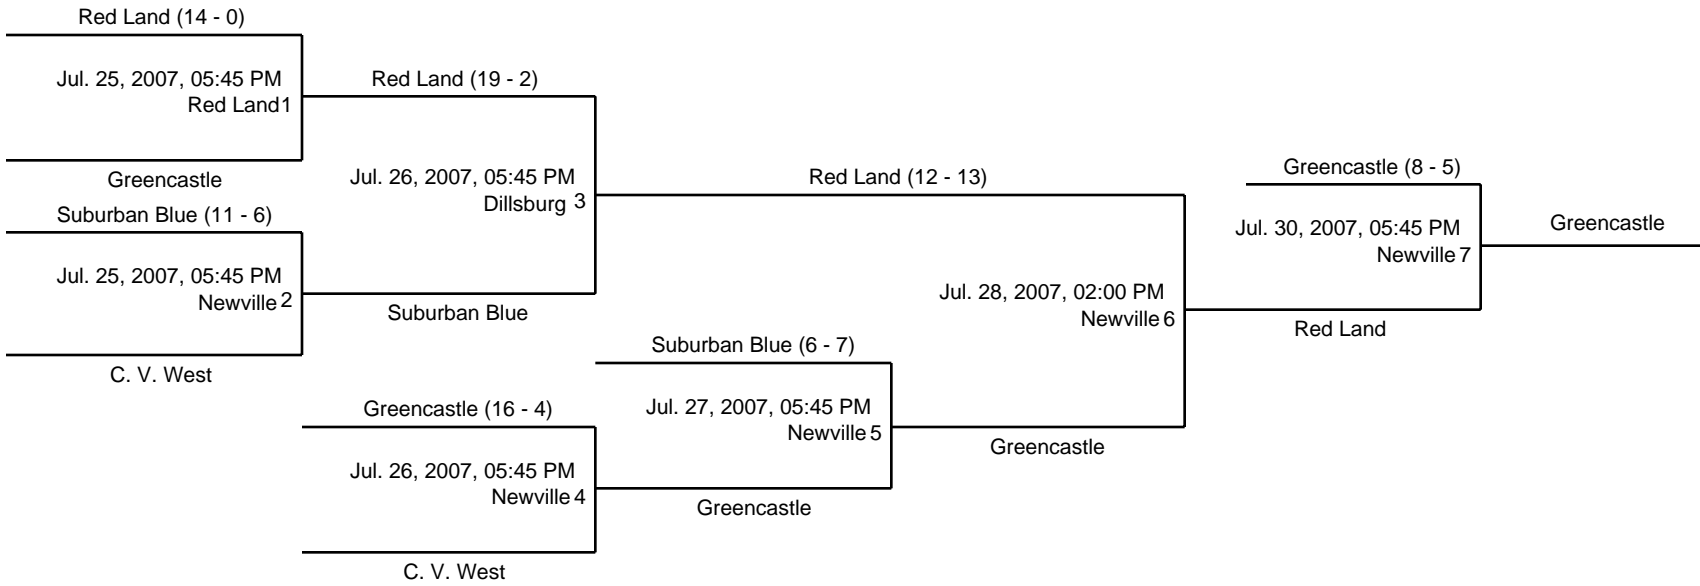 Red Land (14 - 0)
Jul. 25, 2007, 05:45 PM
Red Land 1
Greencastle
Suburban Blue (11 - 6)
Jul. 25, 2007, 05:45 PM
Newville 2
C. V. West
Red Land (19 - 2)
Jul. 26, 2007, 05:45 PM
Dillsburg 3
Suburban Blue
Greencastle (16 - 4)
Jul. 26, 2007, 05:45 PM
Newville 4
C. V. West
Suburban Blue (6 - 7)
Jul. 27, 2007, 05:45 PM
Newville 5
Greencastle
Red Land (12 - 13)
Jul. 28, 2007, 02:00 PM
Newville 6
Greencastle
Greencastle (8 - 5)
Jul. 30, 2007, 05:45 PM
Newville 7
Red Land
Greencastle